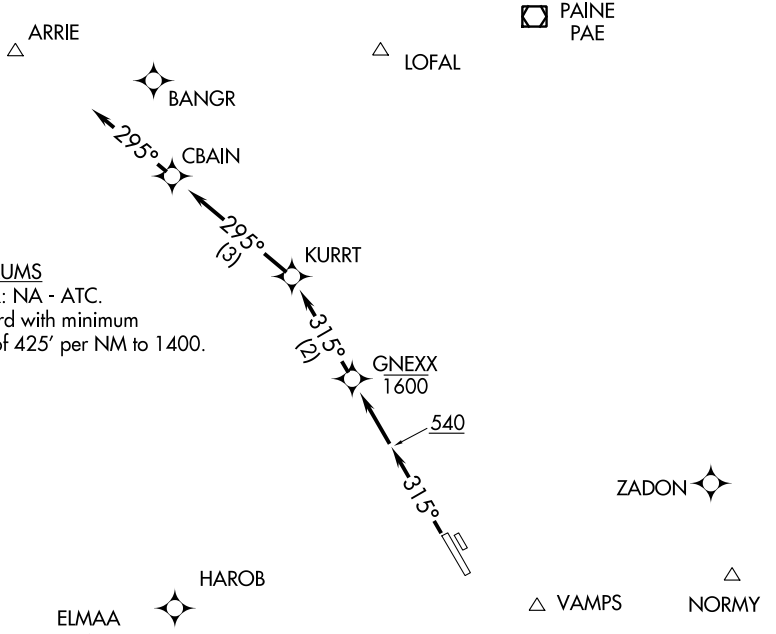 PAINE
PAE
ARRIE
LOFAL
BANGR
295°
CBAIN
295°
(3)
KURRT
UMS
: NA - ATC.
rd with minimum
of 425' per NM to 1400.
315°
(2)
GNEXX
1600
540
315°
ZADON
HAROB
ELMAA
VAMPS
NORMY